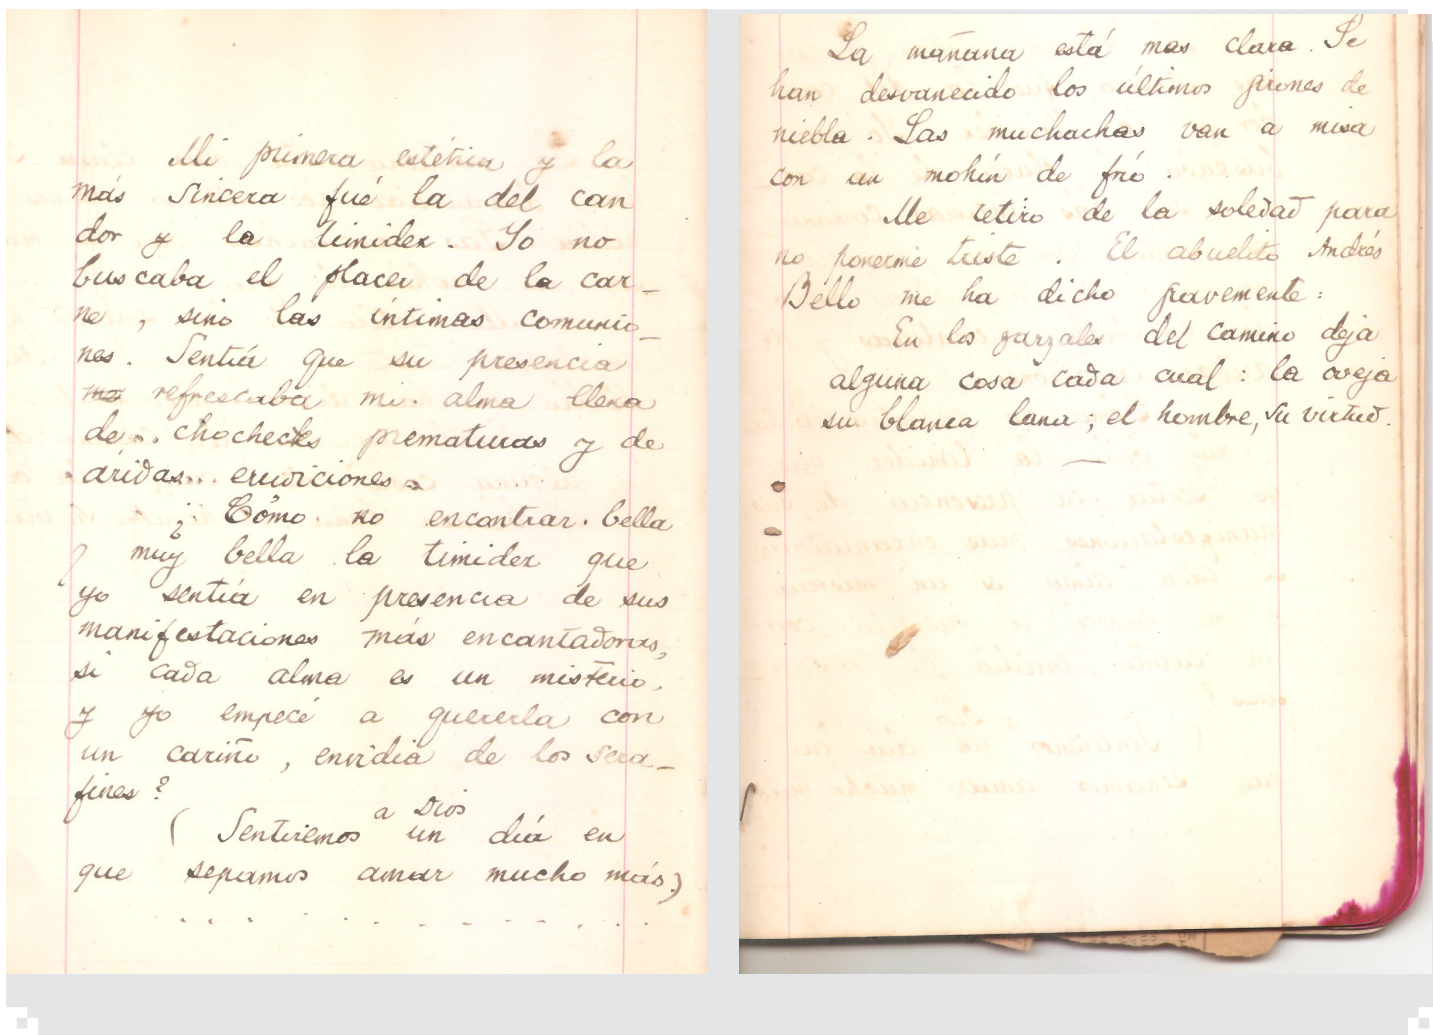 Mi primera estética y la
más sincera fué la del can
dor y la timidez. Yo no
buscaba el placer de la car-
ne, sino las íntimas comunio-
nes. Sentía que su presencia
refrescaba mi alma llena
de chocheces prematuras y de
áridas erudiciones.
¿Cómo no encontrar bella
y muy bella la timidez que
yo sentía en presencia de sus
manifestaciones más encantadoras,
si cada alma es un misterio,
y yo empecé a quererla con
un cariño, envidia de los sera-
fines?
a Dios
(Sentiremos un día en
que sepamos amar mucho más.)
. . . . . . . . . . . . .
La mañana está mas clara. Se
han desvanecido los últimos girones de
niebla. Las muchachas van a misa
con un mohín de frío.
Me retiro de la soledad para
no ponerme triste. El abuelito Andrés
Bello me ha dicho gravemente:
En los zarzales del camino deja
alguna cosa cada cual: la oveja
su blanca lana; el hombre, su virtud.